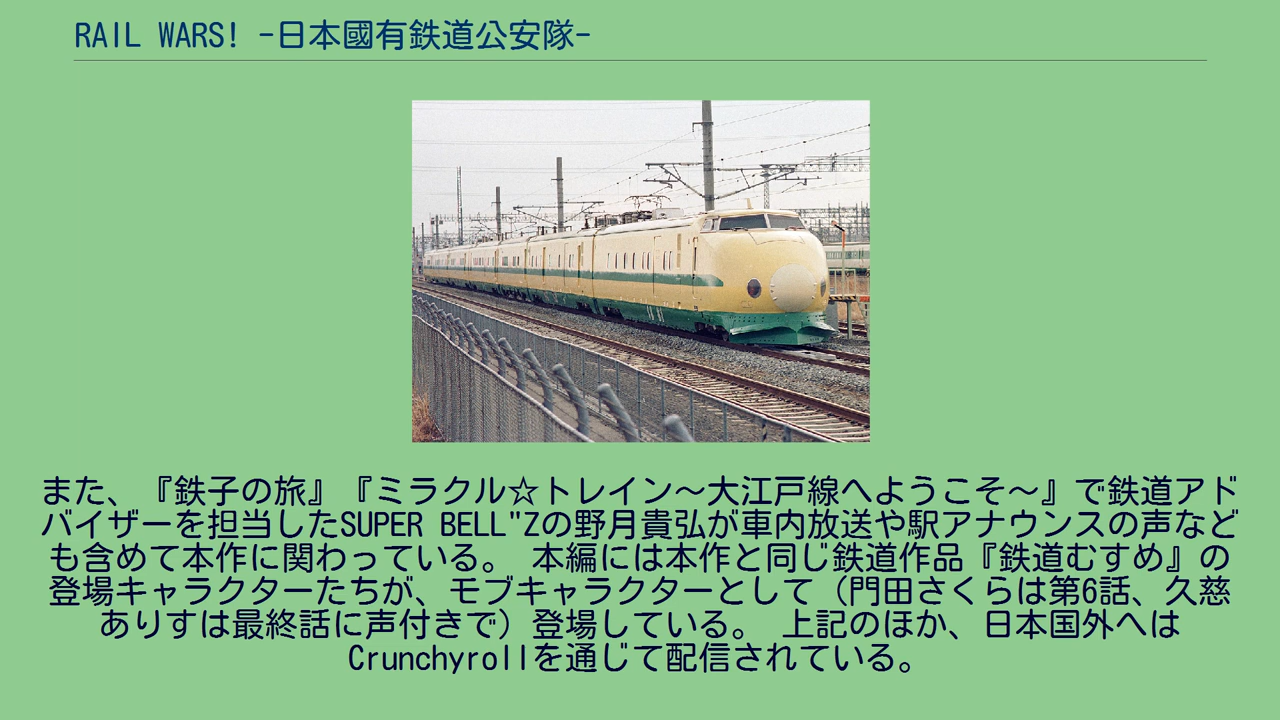 RAIL WARS! -日本國有鉄道公安隊-
また、『鉄子の旅』『ミラクル☆トレイン〜大江戸線へようこそ〜』で鉄道アド
バイザーを担当したSUPER BELL"Zの野月貴弘が車内放送や駅アナウンスの声など
も含めて本作に関わっている。 本編には本作と同じ鉄道作品『鉄道むすめ』の
登場キャラクターたちが、モブキャラクターとして（門田さくらは第6話、久慈
ありすは最終話に声付きで）登場している。 上記のほか、日本国外へは
Crunchyrollを通じて配信されている。